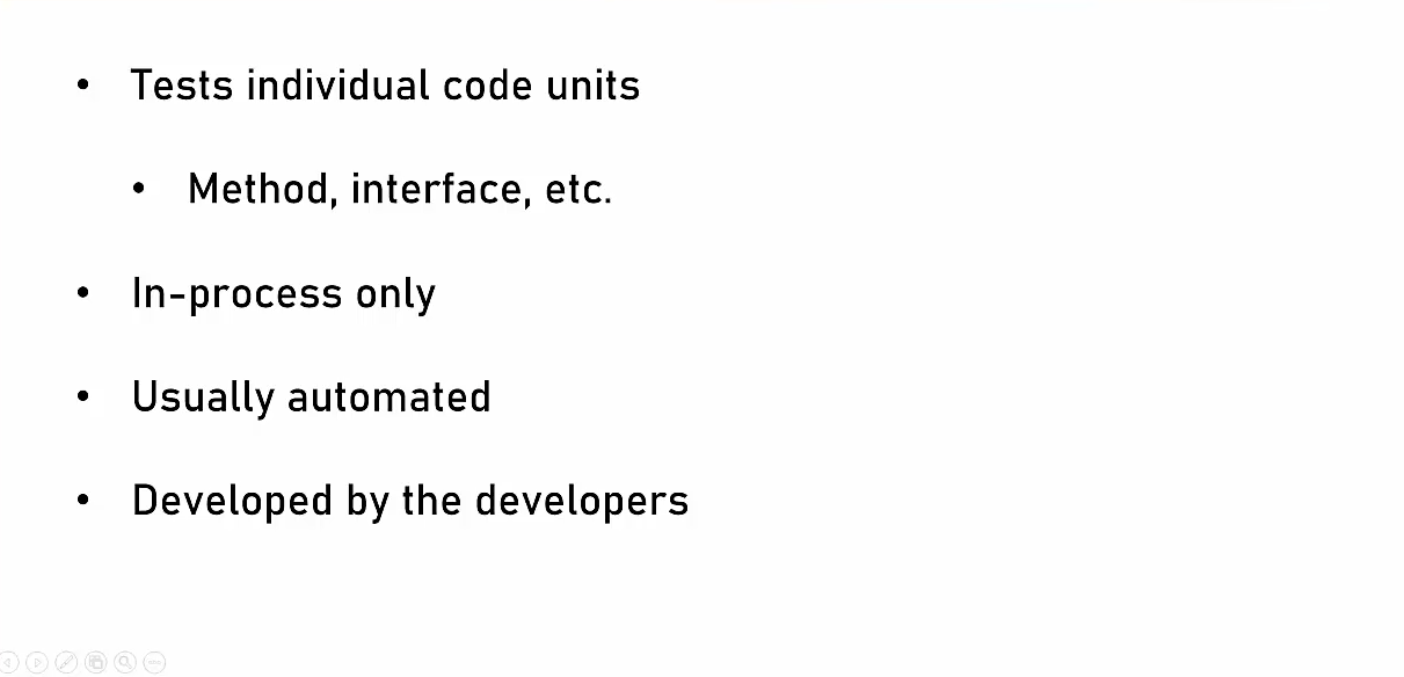 • Tests individual code units
• Method, interface, etc.
• In-process only
• Usually automated
• Developed by the developers